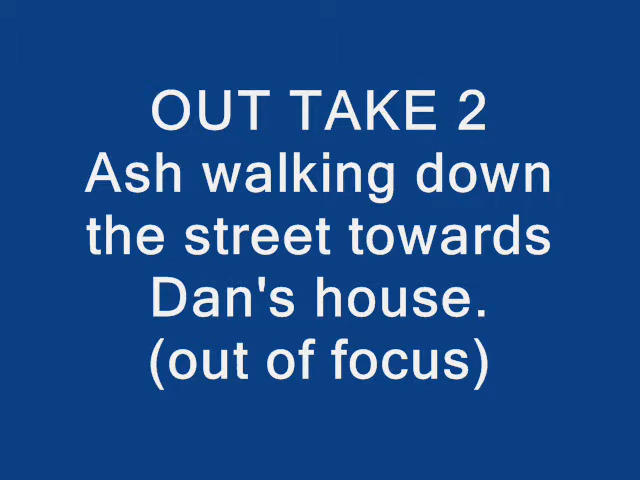 OUT TAKE 2
Ash walking down
the street towards
Dan's house.
(out of focus)